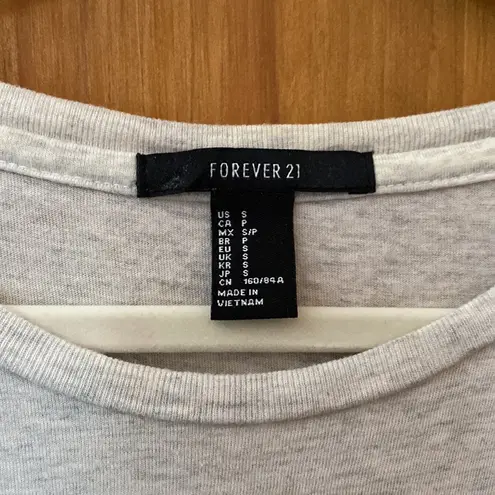 FOREVER 21
US S
CA P
MX S/P
BR P
EU S
UK S
KR S
JP S
CN 160/84A
MADE IN
VIETNAM